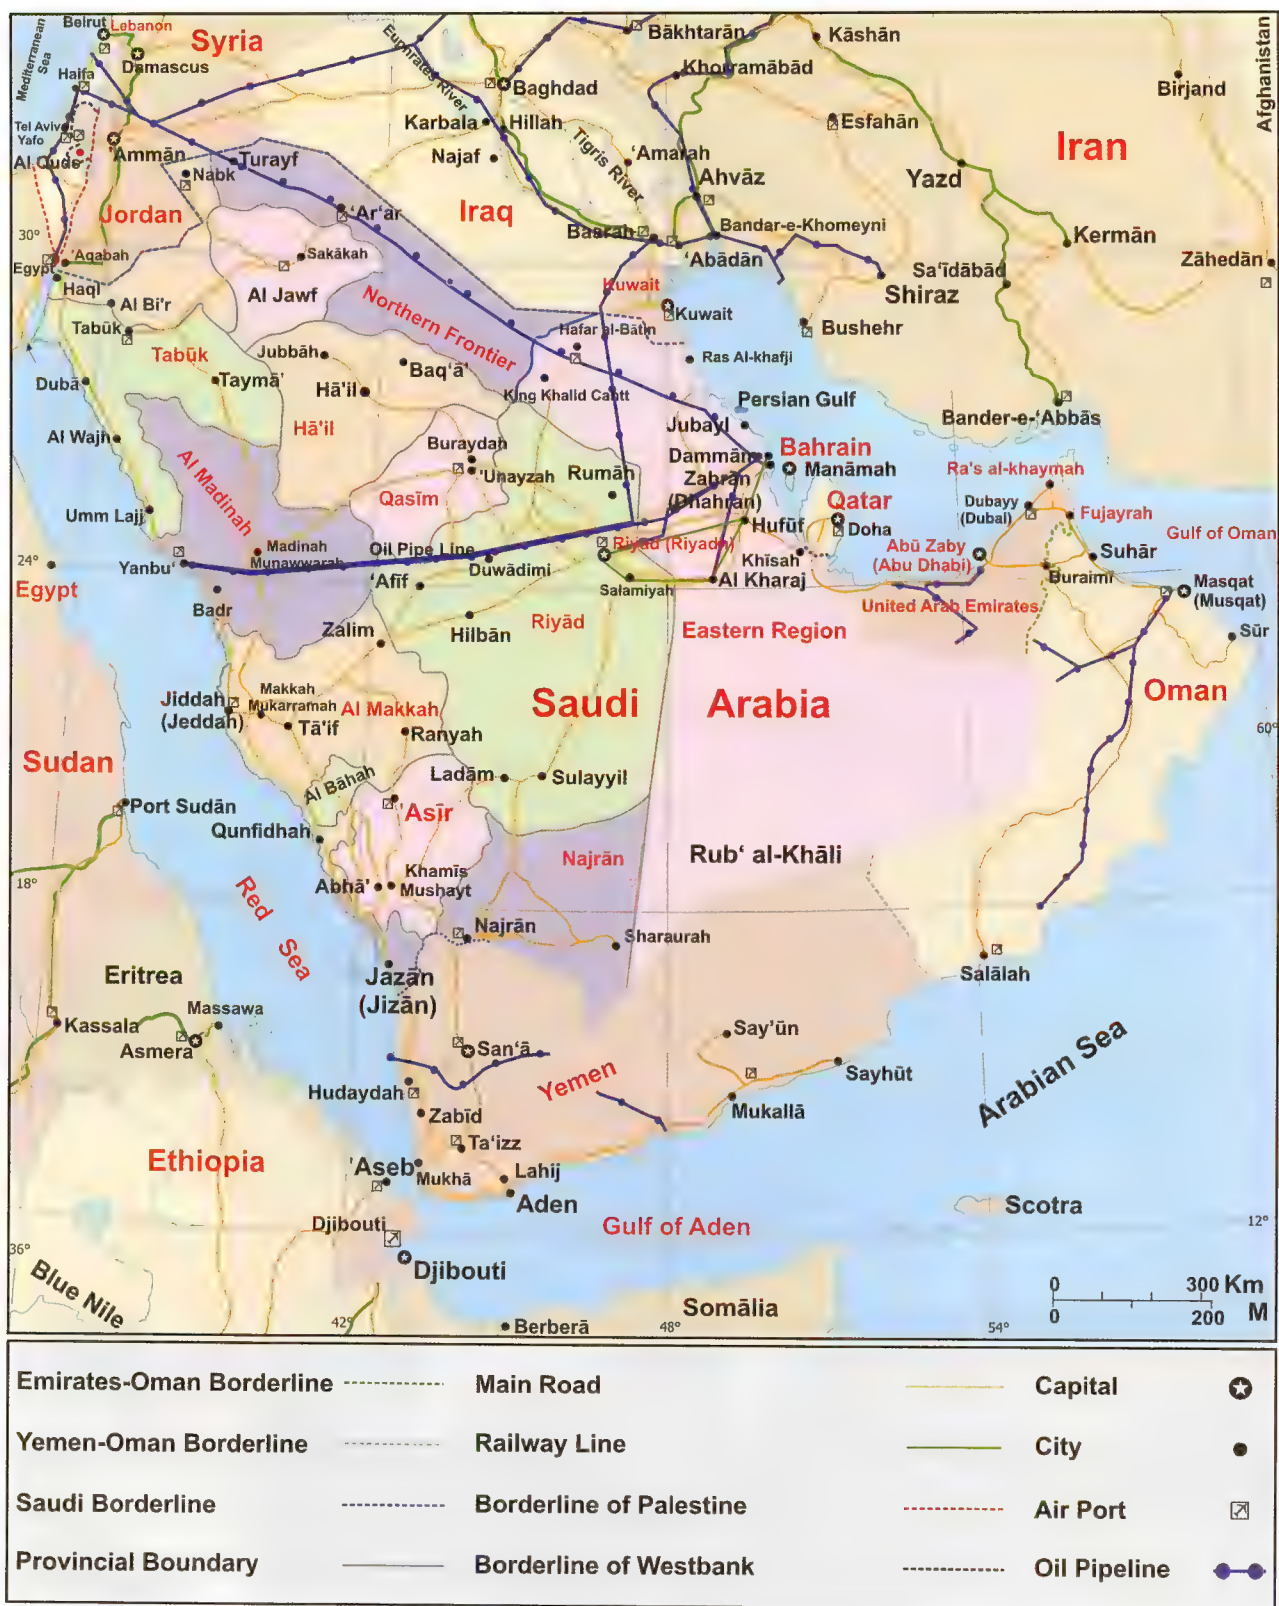 Beirut
Lebanon
Syria
Mediterranean
Sea
Damascus
Haifa
Tel Aviv
Yafo
Al Quds
'Ammān
Nabk
Jordan
'Aqabah
30°
Egypt
Haql
Euphrates River
Baghdad
Karbala
Hillah
Najaf
Tigris River
'Amarah
Iraq
Basrah
Bākhtarān
Kāshān
Khorramābād
Esfahān
Birjand
Afghanistan
Iran
Yazd
Ahvāz
Bandar-e-Khomeyni
'Abādān
Kermān
Zāhedān
Sa'īdābād
Shiraz
Bushehr
Bander-e-‘Abbās
Turayf
'Ar'ar
Sakākah
Al Jawf
Northern Frontier
Kuwait
Kuwait
Hafar al-Bātin
Ras Al-khafji
King Khalid Cantt
Al Bi'r
Tabūk
Tabūk
Taymā'
Dubā
Al Wajh
Umm Lajj
Jubbāh
Baq‘ā'
Hā'il
Hā'il
Al Madinah
Buraydah
'Unayzah
Qasīm
Rumāh
Persian Gulf
Jubayl
Dammām
Zahrān
(Dhahran)
Bahrain
Manāmah
Qatar
Doha
Hufūf
Khīsah
Al Kharaj
Ra's al-khaymah
Dubayy
(Dubai)
Fujayrah
Gulf of Oman
Abū Zaby
(Abu Dhabi)
Suhār
Buraimi
Masqat
(Musqat)
United Arab Emirates
Sūr
24°
Egypt
Yanbu‘
Badr
Madinah
Munawwarah
Oil Pipe Line
Duwādimi
'Afīf
Riyād (Riyadh)
Salamiyah
Zalim
Hilbān
Riyād
Eastern Region
Saudi Arabia
Oman
60°
Jiddah
(Jeddah)
Makkah
Mukarramah
Al Makkah
Tā'if
Ranyah
Sudan
Port Sudān
Al Bāhah
Ladām
Sulayyil
'Asīr
Qunfidhah
Najrān
Rub‘ al-Khāli
18°
Abhā'
Khamīs
Mushayt
Red Sea
Najrān
Sharaurah
Salālah
Jazān
(Jizān)
Eritrea
Massawa
Kassala
Asmera
San‘ā
Say'ūn
Yemen
Sayhūt
Arabian Sea
Hudaydah
Zabīd
Mukallā
Ta‘izz
Ethiopia
'Aseb
Mukhā
Lahij
Aden
Scotra
Djibouti
Gulf of Aden
12°
36°
Djibouti
Blue Nile
Somālia
0 300 Km
0 200 M
42°
Berberā
48°
54°
Emirates-Oman Borderline
Main Road
Capital
Yemen-Oman Borderline
Railway Line
City
Saudi Borderline
Borderline of Palestine
Air Port
Provincial Boundary
Borderline of Westbank
Oil Pipeline